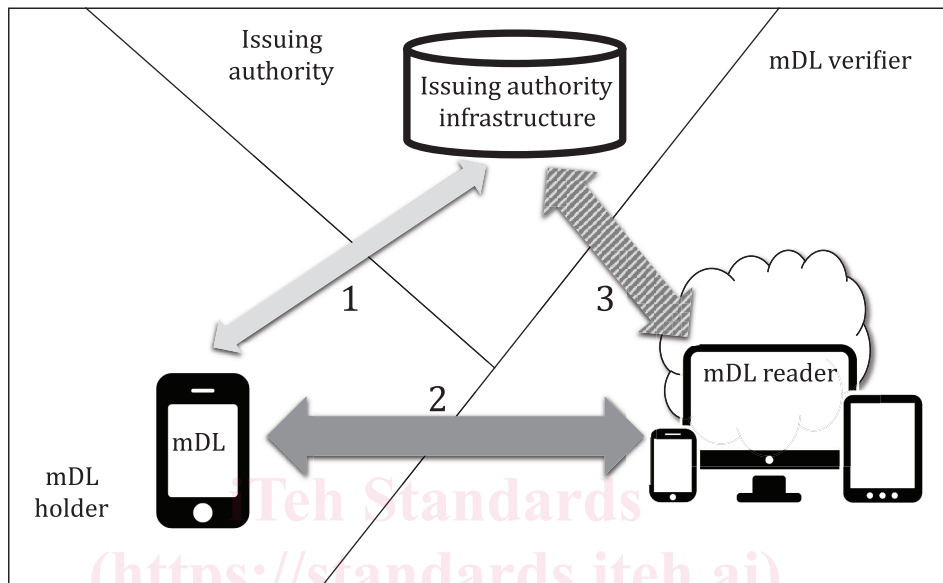 Issuing
authority
mDL verifier
Issuing authority
infrastructure
1
3
mDL reader
2
mDL
mDL
holder
iTeh Standards
(https://standards.iteh.ai)